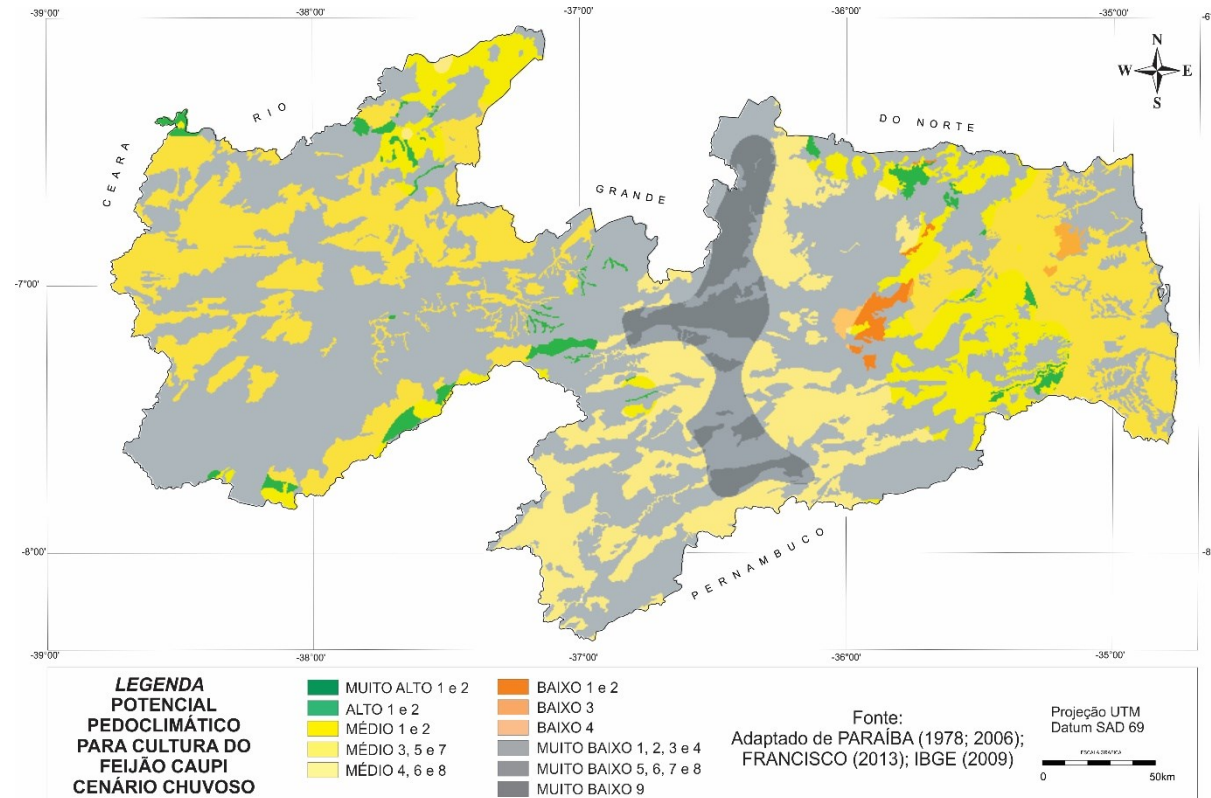 -39°00'
-38°00'
-37°00'
-36°00'
-35°00'
-6
N
W E
S
RIO
DO NORTE
CEARA
GRANDE
-7°00'
-7
PERNAMBUCO
-8°00'
-8
-39°00'
-38°00'
-37°00'
-36°00'
-35°00'
LEGENDA
POTENCIAL
PEDOCLIMÁTICO
PARA CULTURA DO
FEIJÃO CAUPI
CENÁRIO CHUVOSO
MUITO ALTO 1 e 2
ALTO 1 e 2
MÉDIO 1 e 2
MÉDIO 3, 5 e 7
MÉDIO 4, 6 e 8
BAIXO 1 e 2
BAIXO 3
BAIXO 4
MUITO BAIXO 1, 2, 3 e 4
MUITO BAIXO 5, 6, 7 e 8
MUITO BAIXO 9
Fonte:
Adaptado de PARAÍBA (1978; 2006);
FRANCISCO (2013); IBGE (2009)
Projeção UTM
Datum SAD 69
ESCALA GRÁFICA
0 50km